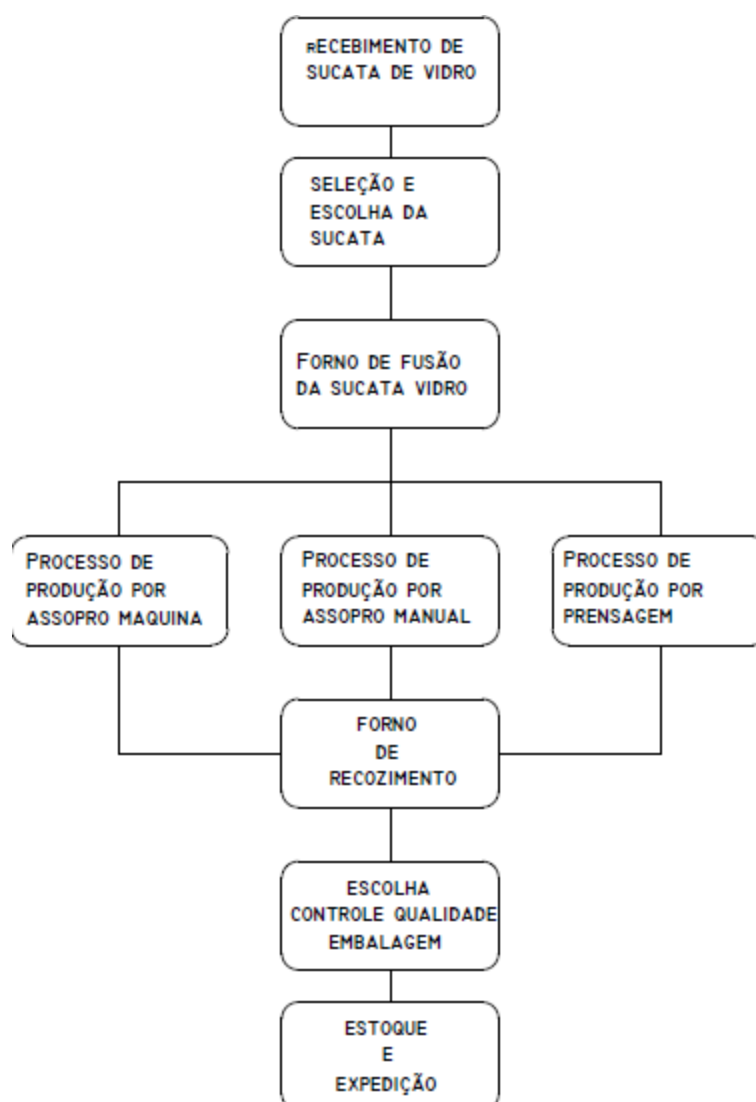 RECEBIMENTO DE
SUCATA DE VIDRO
SELEÇÃO E
ESCOLHA DA
SUCATA
FORNO DE FUSÃO
DA SUCATA VIDRO
PROCESSO DE
PRODUÇÃO POR
ASSOPRO MAQUINA
PROCESSO DE
PRODUÇÃO POR
ASSOPRO MANUAL
PROCESSO DE
PRODUÇÃO POR
PRENSAGEM
FORNO
DE
RECOZIMENTO
ESCOLHA
CONTROLE QUALIDADE
EMBALAGEM
ESTOQUE
E
EXPEDIÇÃO